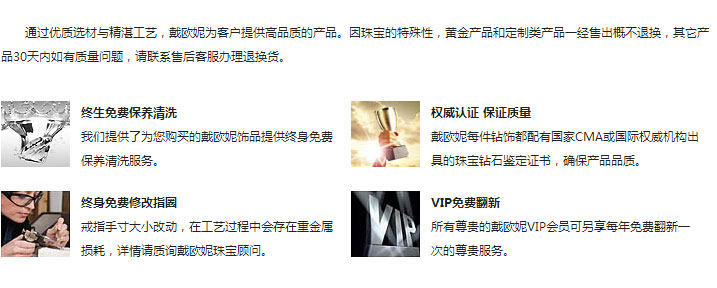 通过优质选材与精湛工艺，戴欧妮为客户提供高品质的产品。因珠宝的特殊性，黄金产品和定制类产品一经售出概不退换，其它产
品30天内如有质量问题，请联系售后客服办理退换货。
终生免费保养清洗
我们提供了为您购买的戴欧妮饰品提供终身免费
保养清洗服务。
权威认证 保证质量
戴欧妮每件钻饰都配有国家CMA或国际权威机构出
具的珠宝钻石鉴定证书，确保产品品质。
终身免费修改指圈
戒指手寸大小改动，在工艺过程中会存在重金属
损耗，详情请质询戴欧妮珠宝顾问。
VIP
VIP免费翻新
所有尊贵的戴欧妮VIP会员可另享每年免费翻新一
次的尊贵服务。